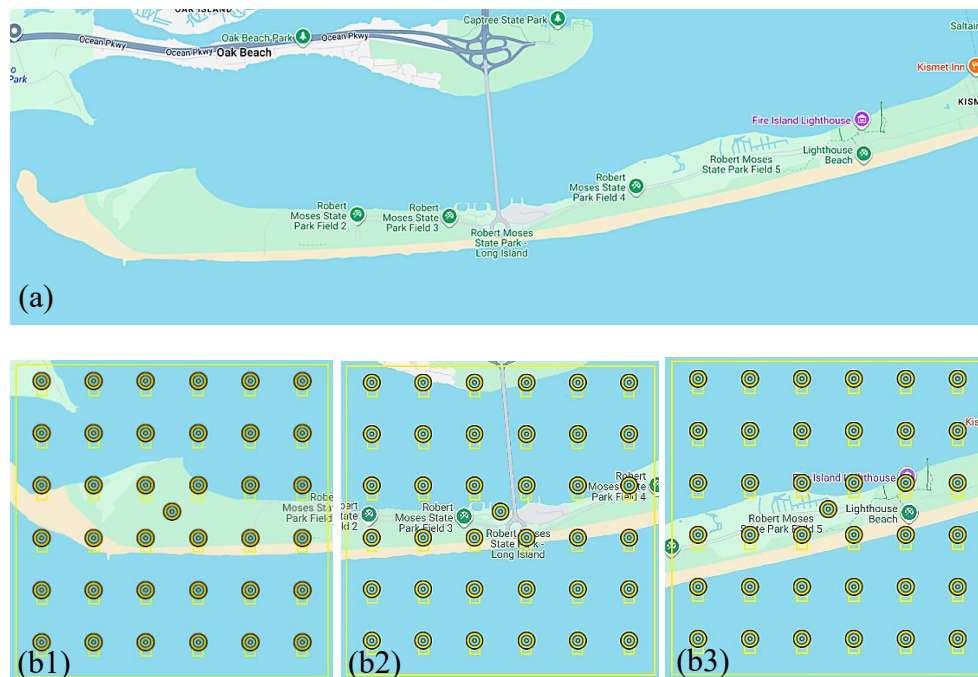 OAK ISLAND
Captree State Park
Saltair
Oak Beach Park
Ocean Pkwy
Ocean Pkwy
Ocean Pkwy
Oak Beach
Kismet Inn
o
Park
KISM
Fire Island Lighthouse
Lighthouse
Beach
Robert Moses
State Park Field 5
Robert
Moses State
Park Field 4
Robert
Moses State
Park Field 2
Robert
Moses State
Park Field 3
Robert Moses
State Park -
Long Island
(a)
Robert
Moses State
Park Field
(b1)
Robert
Moses State
Park Field 3
Robert
Moses State
Park Field 4
Robert Moses
State Park -
Long Island
(b2)
Kis
Fire Island Lighthouse
Lighthouse
Beach
Robert Moses
State Park Field 5
(b3)